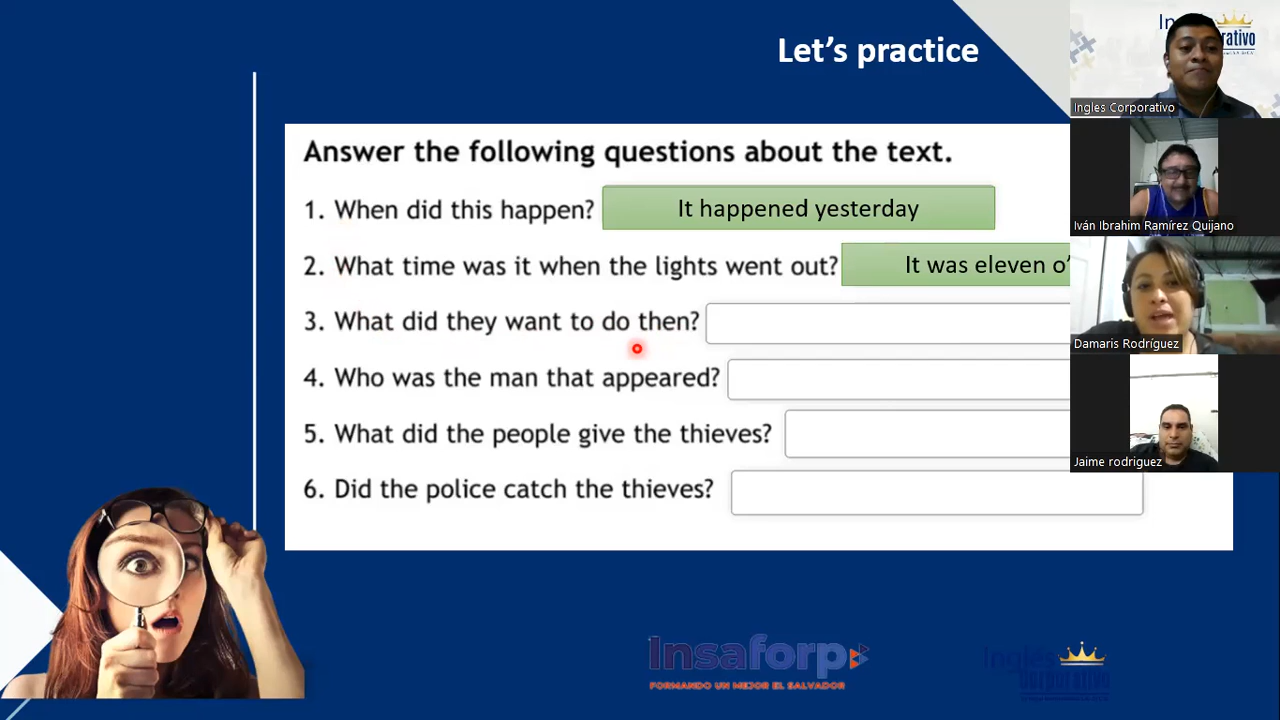 Let's practice
Answer the following questions about the text.
1. When did this happen? It happened yesterday
2. What time was it when the lights went out? It was eleven o'
3. What did they want to do then?
4. Who was the man that appeared?
5. What did the people give the thieves?
6. Did the police catch the thieves?
Ingles Corporativo
Iván Ibrahim Ramírez Quijano
Damaris Rodríguez
Jaime rodriguez
Insaforp
FORMANDO UN MEJOR EL SALVADOR
Inglés
Corporativo